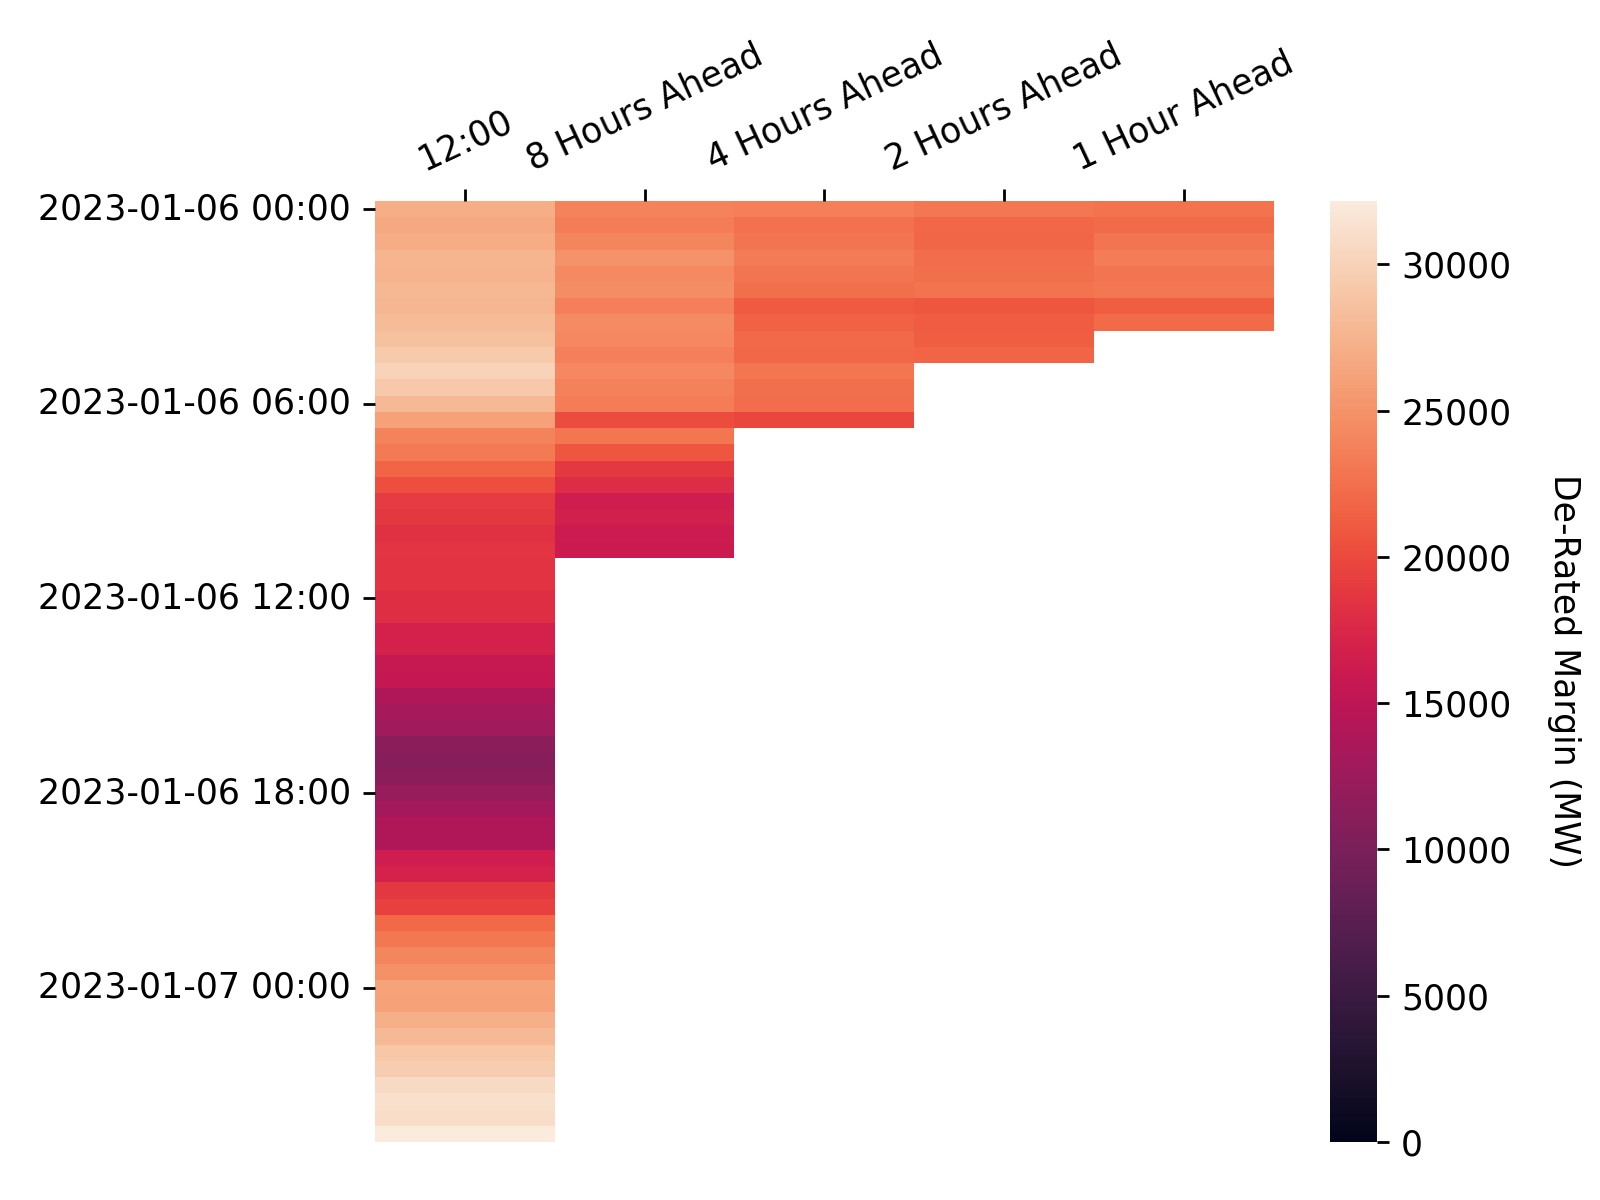 12:00
8 Hours Ahead
4 Hours Ahead
2 Hours Ahead
1 Hour Ahead
2023-01-06 00:00
2023-01-06 06:00
2023-01-06 12:00
2023-01-06 18:00
2023-01-07 00:00
30000
25000
20000
15000
10000
5000
0
De-Rated Margin (MW)